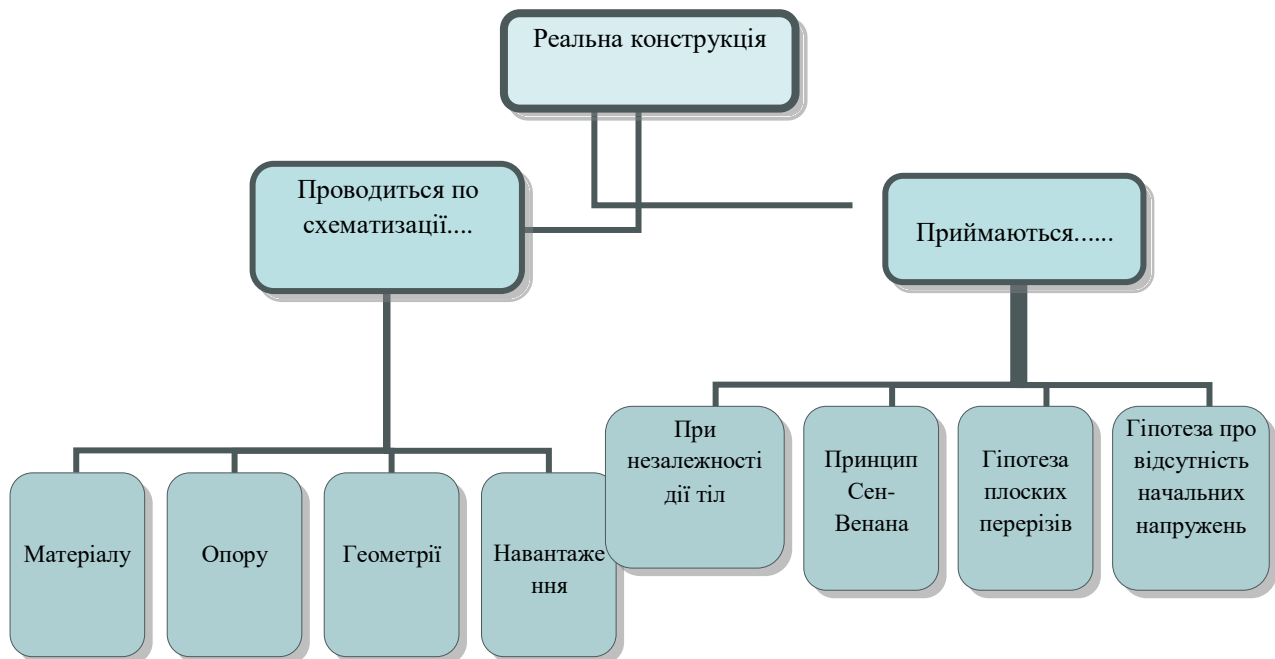 Реальна конструкція
Проводиться по
схематизації....
Приймаються......
Матеріалу
Опору
Геометрії
Навантаже
ння
При
незалежності
дії тіл
Принцип
Сен-
Венана
Гіпотеза
плоских
перерізів
Гіпотеза про
відсутність
начальних
напружень